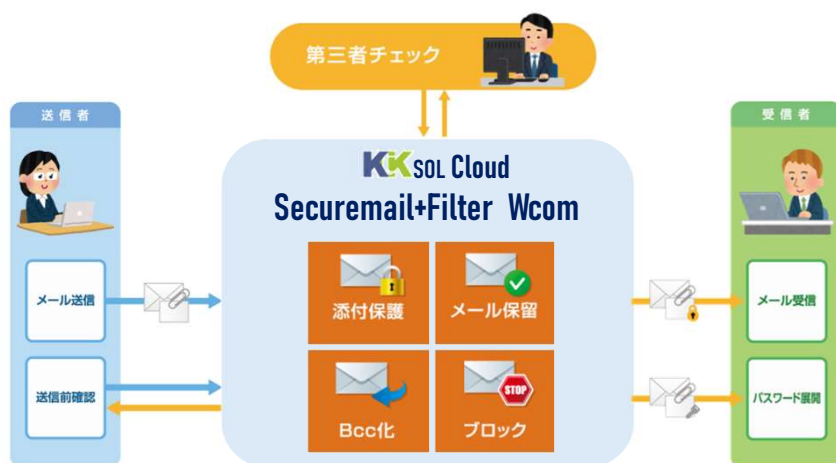 第三者チェック
送信者
メール送信
送信前確認
KKSOL Cloud
Securemail+Filter Wcom
添付保護
メール保留
Bcc化
STOP
ブロック
受信者
メール受信
パスワード展開